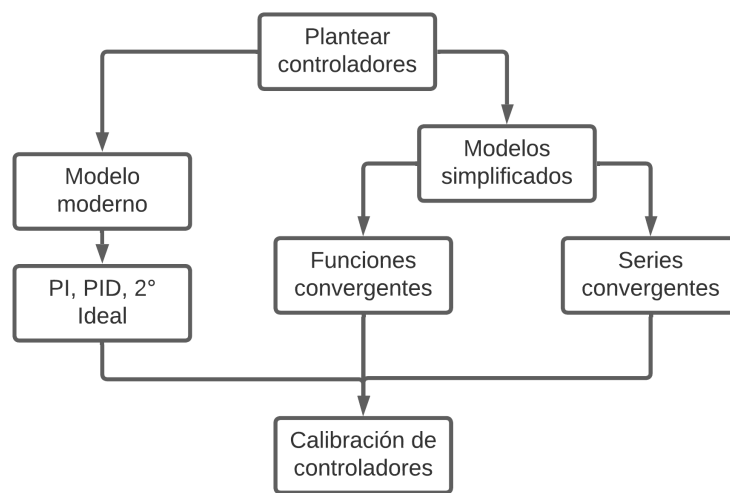 Plantear
controladores
Modelo
moderno
Modelos
simplificados
PI, PID, 2°
Ideal
Funciones
convergentes
Series
convergentes
Calibración de
controladores